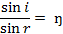 sin i
sin r = ŋ